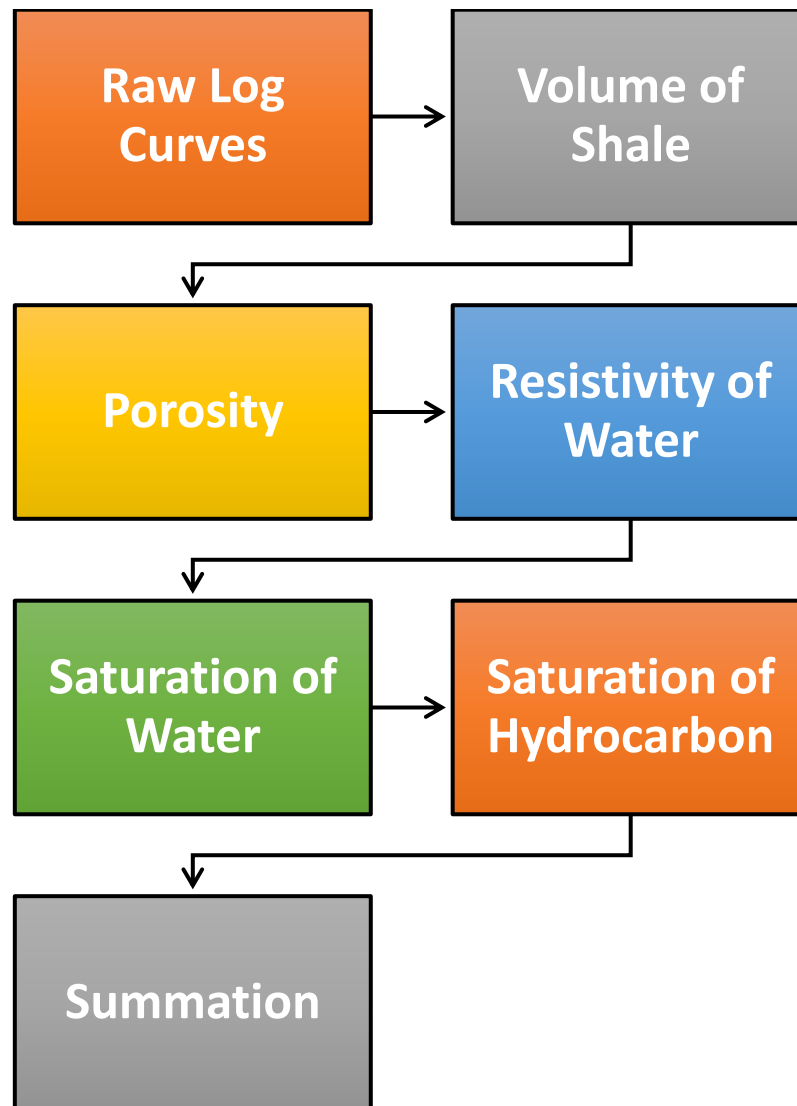 Raw Log
Curves
Volume of
Shale
Porosity
Resistivity of
Water
Saturation of
Water
Saturation of
Hydrocarbon
Summation